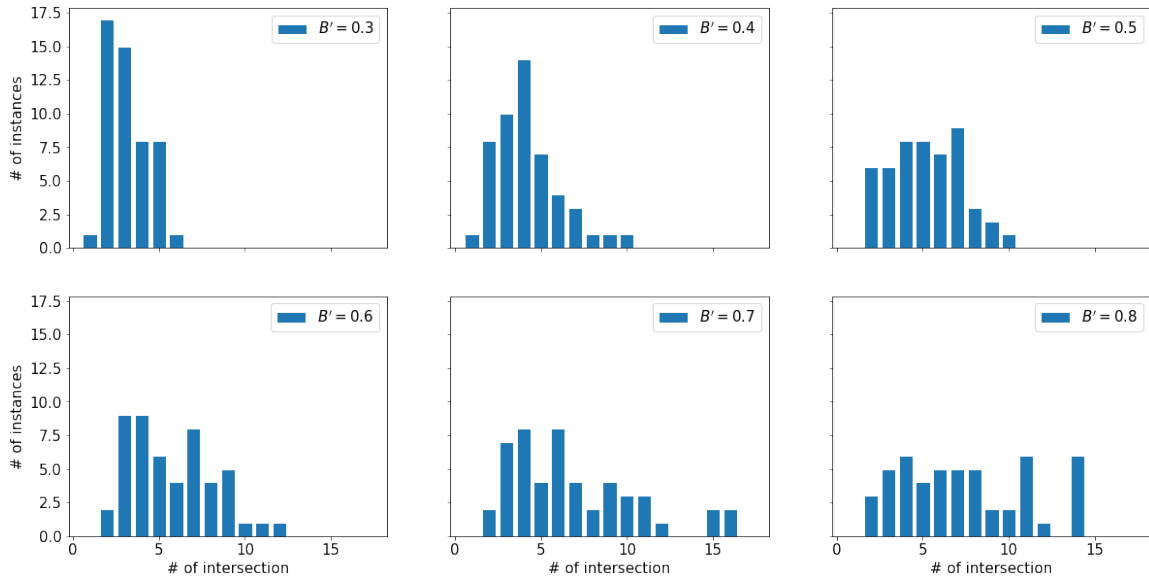 17.5
15.0
12.5
10.0
7.5
5.0
2.5
0.0
# of instances
B′ = 0.3
B′ = 0.4
B′ = 0.5
17.5
15.0
12.5
10.0
7.5
5.0
2.5
0.0
# of instances
B′ = 0.6
0 5 10 15
# of intersection
B′ = 0.7
0 5 10 15
# of intersection
B′ = 0.8
0 5 10 15
# of intersection